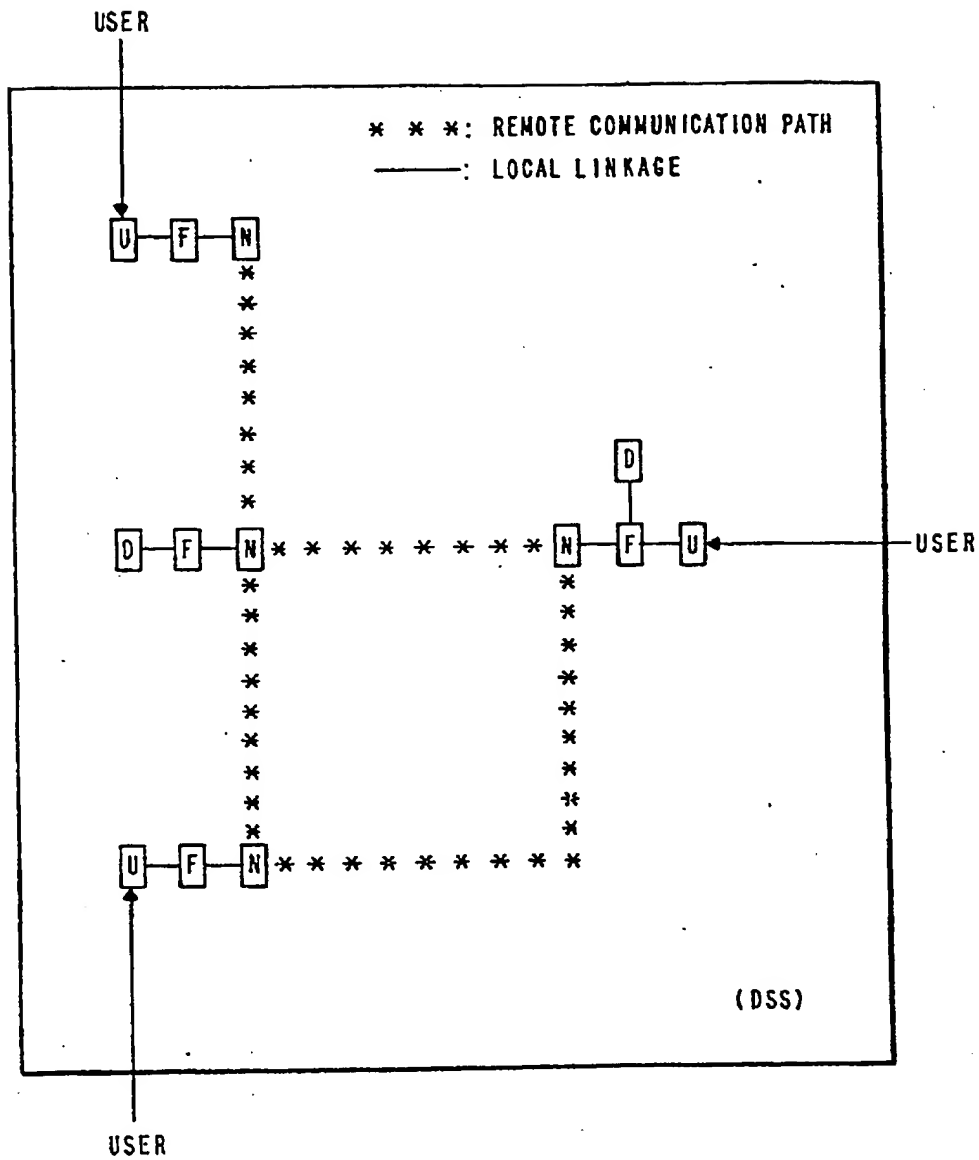 USER
* * *: REMOTE COMMUNICATION PATH
———: LOCAL LINKAGE
U F N
D
D F N N F U USER
U F N
(DSS)
USER